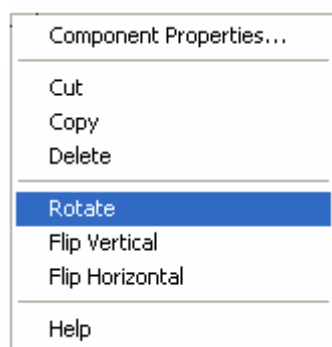 Component Properties...
Cut
Copy
Delete
Rotate
Flip Vertical
Flip Horizontal
Help